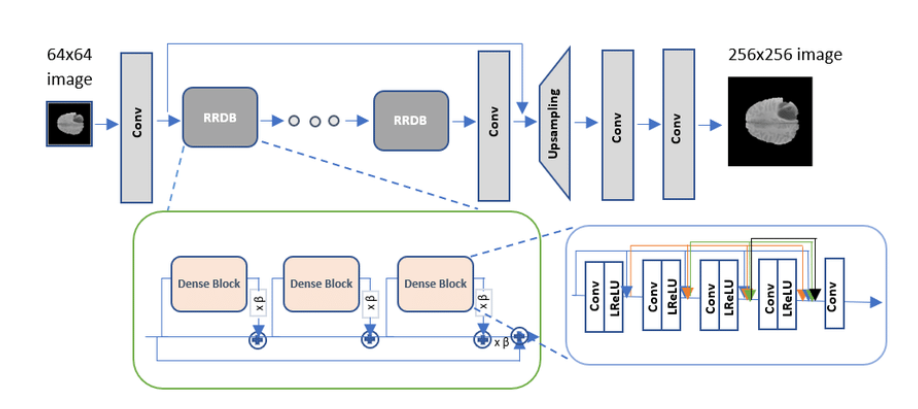 64x64
image
256x256 image
Conv
RRDB
RRDB
Conv
Upsampling
Conv
Conv
Dense Block
x β
Dense Block
x β
Dense Block
x β
x β
Conv
LReLU
Conv
LReLU
Conv
LReLU
Conv
LReLU
Conv